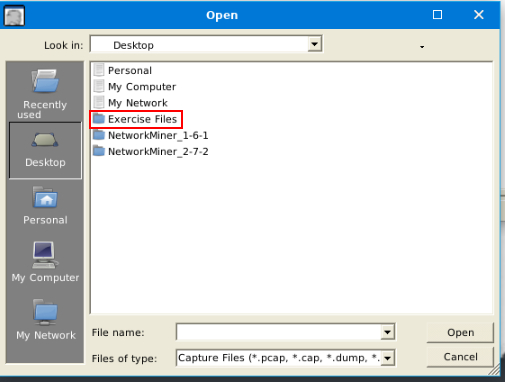 Open
Look in:
Desktop
Recently
used
Desktop
Personal
My Computer
My Network
Personal
My Computer
My Network
Exercise Files
NetworkMiner_1-6-1
NetworkMiner_2-7-2
File name:
Open
Files of type:
Capture Files (*.pcap, *.cap, *.dump, *.
Cancel